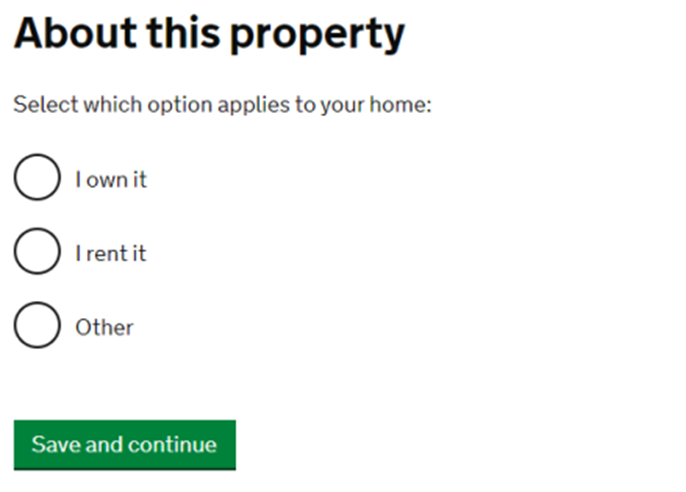 About this property
Select which option applies to your home:
I own it
I rent it
Other
Save and continue